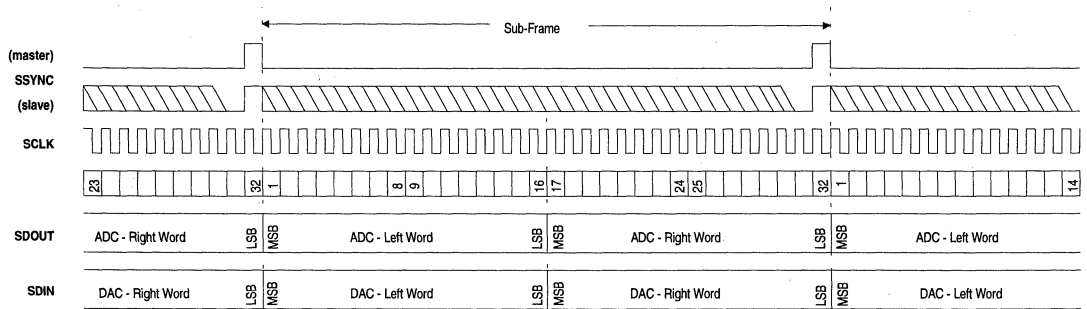 Sub-Frame
(master)
SSYNC
(slave)
SCLK
23 32 1 8 9 16 17 24 25 32 1 14
SDOUT ADC - Right Word LSB MSB ADC - Left Word LSB MSB ADC - Right Word LSB MSB ADC - Left Word
SDIN DAC - Right Word LSB MSB DAC - Left Word LSB MSB DAC - Right Word LSB MSB DAC - Left Word